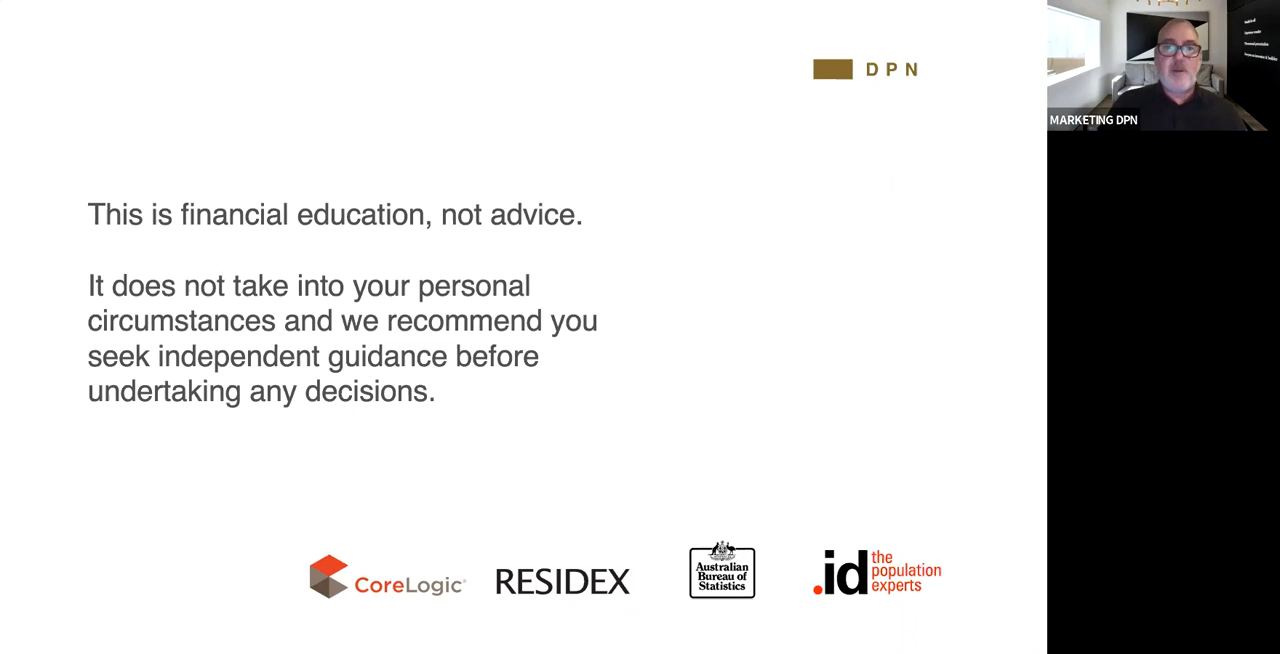 DPN
MARKETING DPN
This is financial education, not advice.
It does not take into your personal
circumstances and we recommend you
seek independent guidance before
undertaking any decisions.
CoreLogic
RESIDEX
Australian
Bureau of
Statistics
.id the
population
experts